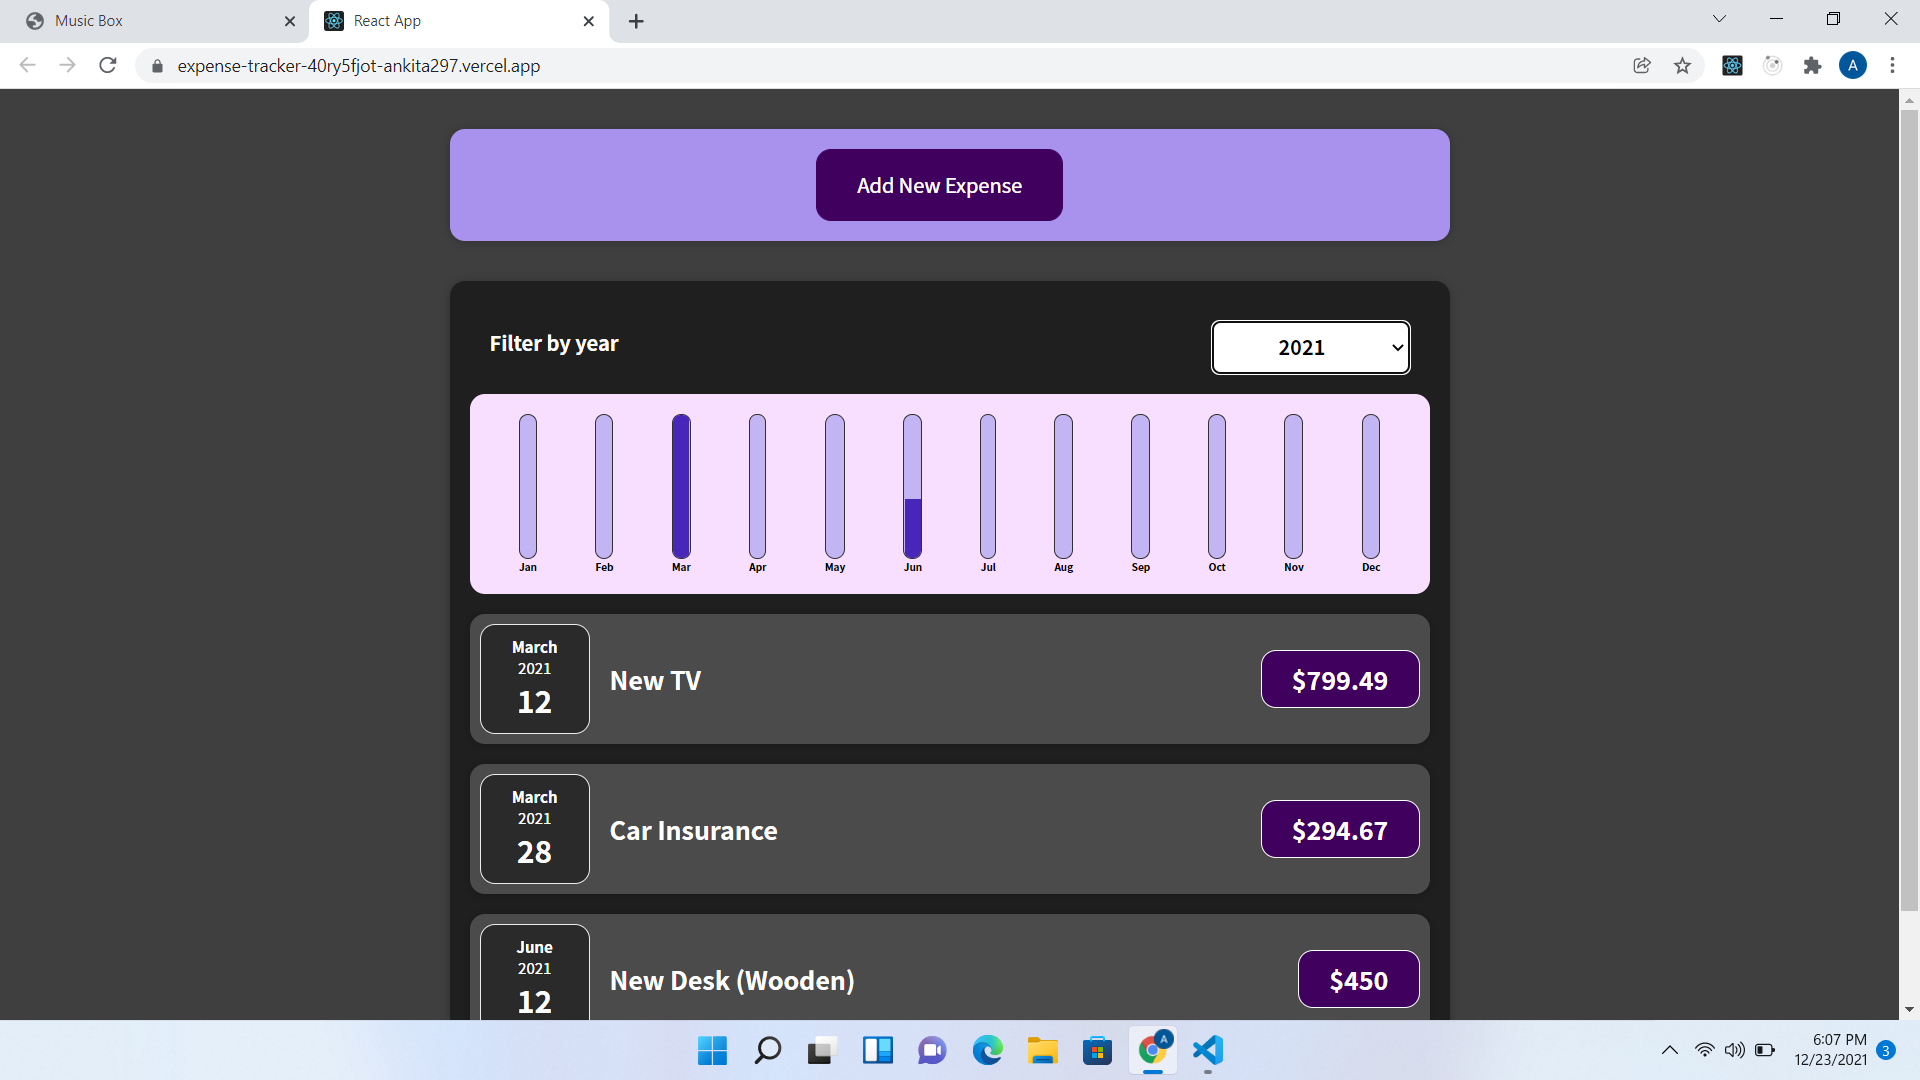 Music Box
React App
expense-tracker-40ry5fjot-ankita297.vercel.app
A
Add New Expense
Filter by year
2021
Jan Feb Mar Apr May Jun Jul Aug Sep Oct Nov Dec
March
2021
12
New TV
$799.49
March
2021
28
Car Insurance
$294.67
June
2021
12
New Desk (Wooden)
$450
A
6:07 PM
12/23/2021
3